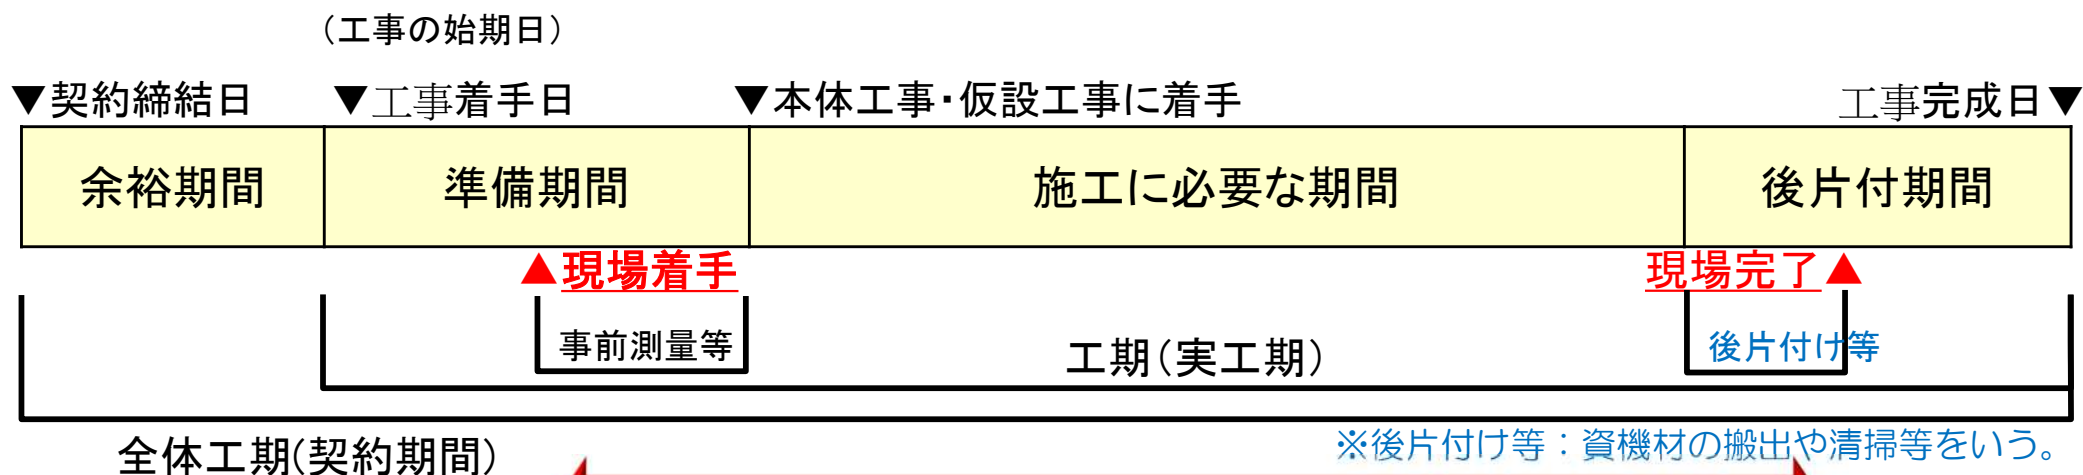 （工事の始期日）
▼契約締結日 ▼工事着手日 ▼本体工事・仮設工事に着手 工事完成日▼
余裕期間 準備期間 施工に必要な期間 後片付期間
▲現場着手 現場完了▲
事前測量等 工期（実工期） 後片付け等
全体工期(契約期間) ※後片付け等：資機材の搬出や清掃等をいう。